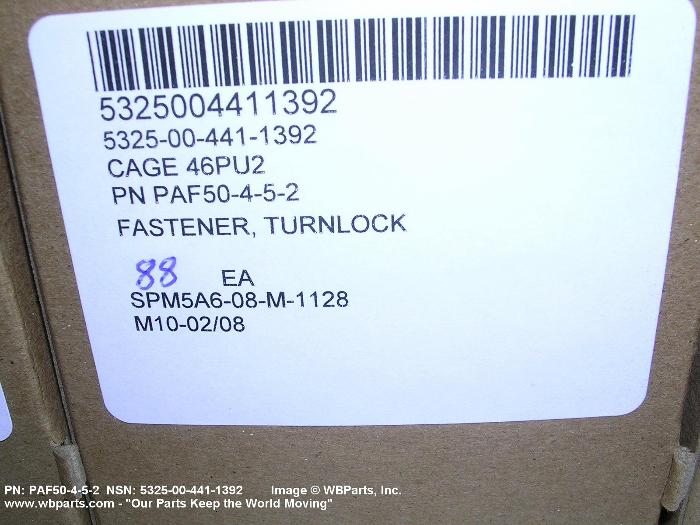 5325004411392
5325-00-441-1392
CAGE 46PU2
PN PAF50-4-5-2
FASTENER, TURNLOCK
88 EA
SPM5A6-08-M-1128
M10-02/08
PN: PAF50-4-5-2 NSN: 5325-00-441-1392 Image © WBParts, Inc.
www.wbparts.com - "Our Parts Keep the World Moving"